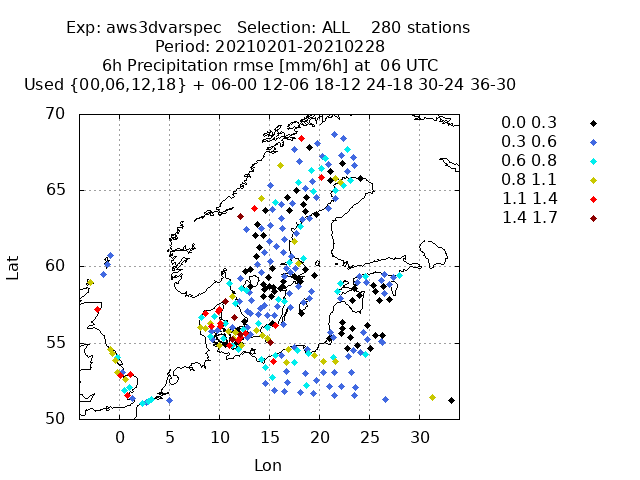 Exp: aws3dvarspec   Selection: ALL    280 stations
Period: 20210201-20210228
6h Precipitation rmse [mm/6h] at  06 UTC
Used {00,06,12,18} + 06-00 12-06 18-12 24-18 30-24 36-30
70
65
60
55
50
Lat
0 5 10 15 20 25 30
Lon
0.0 0.3
0.3 0.6
0.6 0.8
0.8 1.1
1.1 1.4
1.4 1.7